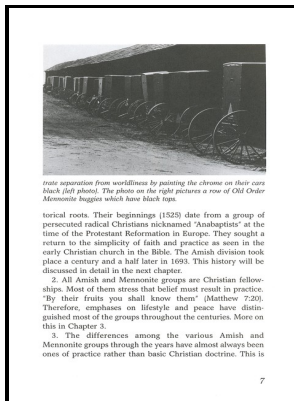 trate separation from worldliness by painting the chrome on their cars
black (left photo). The photo on the right pictures a row of Old Order
Mennonite buggies which have black tops.
torical roots. Their beginnings (1525) date from a group of
persecuted radical Christians nicknamed "Anabaptists" at the
time of the Protestant Reformation in Europe. They sought a
return to the simplicity of faith and practice as seen in the
early Christian church in the Bible. The Amish division took
place a century and a half later in 1693. This history will be
discussed in detail in the next chapter.
2. All Amish and Mennonite groups are Christian fellow-
ships. Most of them stress that belief must result in practice.
"By their fruits you shall know them" (Matthew 7:20).
Therefore, emphases on lifestyle and peace have distin-
guished most of the groups throughout the centuries. More on
this in Chapter 3.
3. The differences among the various Amish and
Mennonite groups through the years have almost always been
ones of practice rather than basic Christian doctrine. This is
7